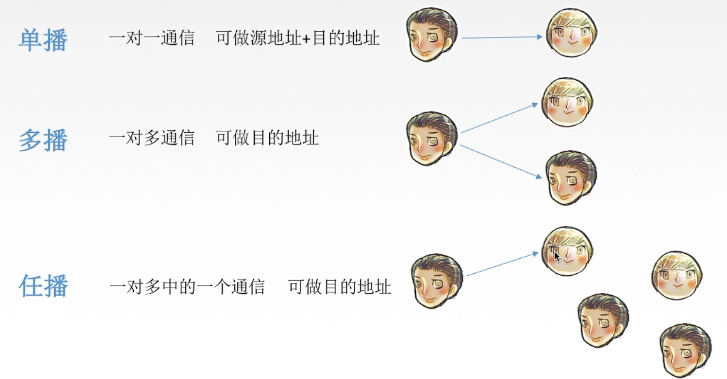 单播 一对一通信 可做源地址+目的地址
多播 一对多通信 可做目的地址
任播 一对多中的一个通信 可做目的地址